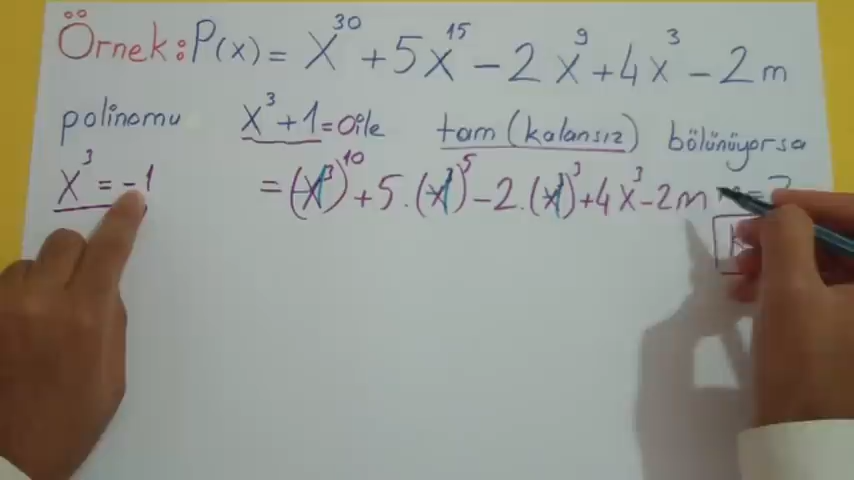 Örnek: P(x) = x³⁰ + 5x¹⁵ - 2x⁹ + 4x³ - 2m
polinomu x³ + 1 = 0 ile tam (kalansız) bölünüyorsa
x³ = -1 = (x³)¹⁰ + 5.(x³)⁵ - 2.(x³)³ + 4x³ - 2m